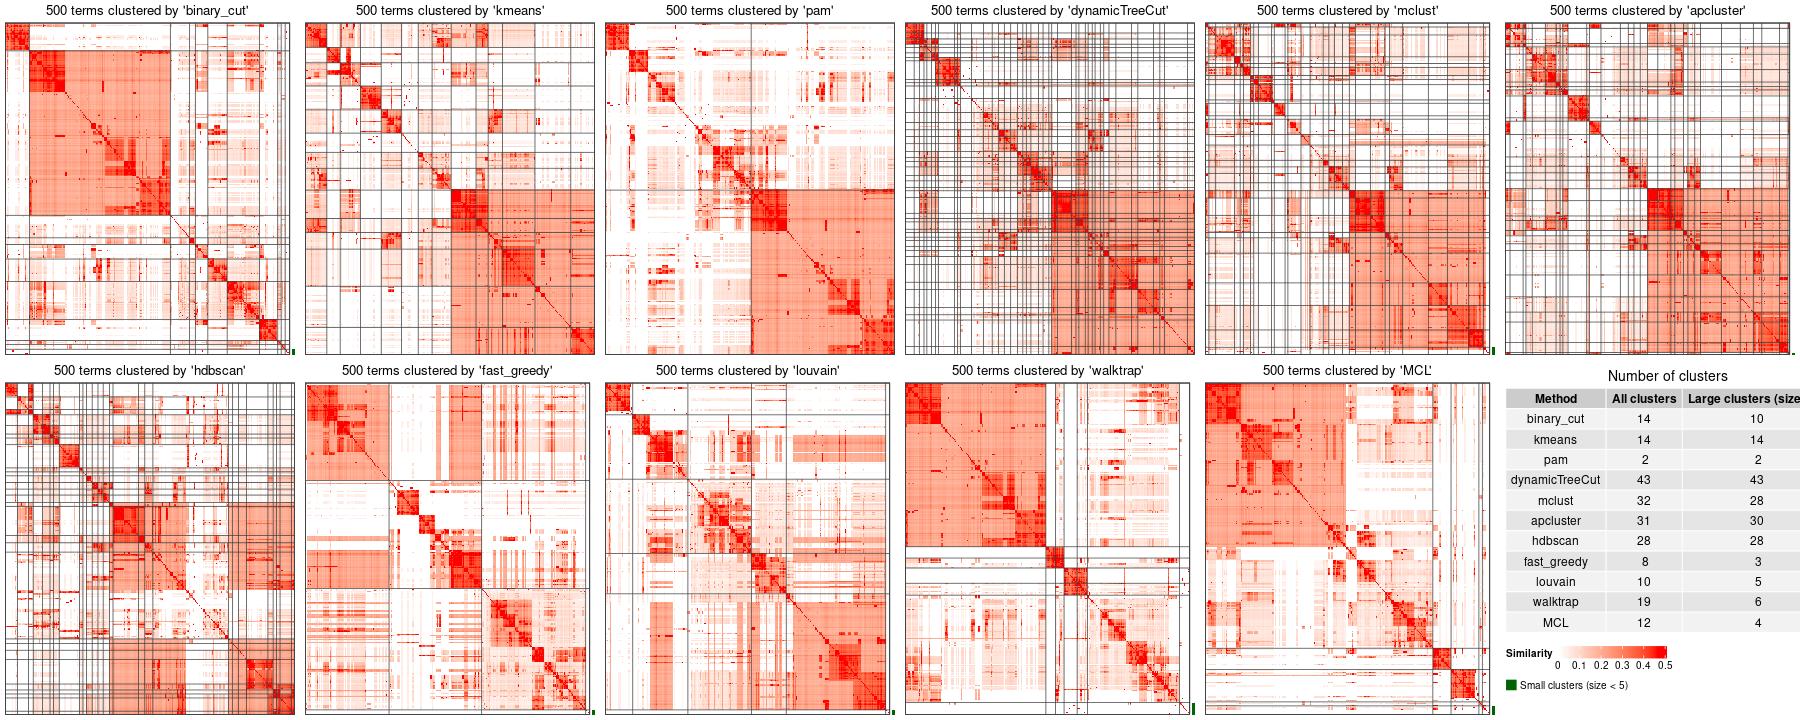 500 terms clustered by 'binary_cut'
500 terms clustered by 'kmeans'
500 terms clustered by 'pam'
500 terms clustered by 'dynamicTreeCut'
500 terms clustered by 'mclust'
500 terms clustered by 'apcluster'
500 terms clustered by 'hdbscan'
500 terms clustered by 'fast_greedy'
500 terms clustered by 'louvain'
500 terms clustered by 'walktrap'
500 terms clustered by 'MCL'
Number of clusters
Method All clusters Large clusters (size
binary_cut 14 10
kmeans 14 14
pam 2 2
dynamicTreeCut 43 43
mclust 32 28
apcluster 31 30
hdbscan 28 28
fast_greedy 8 3
louvain 10 5
walktrap 19 6
MCL 12 4
Similarity
0 0.1 0.2 0.3 0.4 0.5
Small clusters (size < 5)